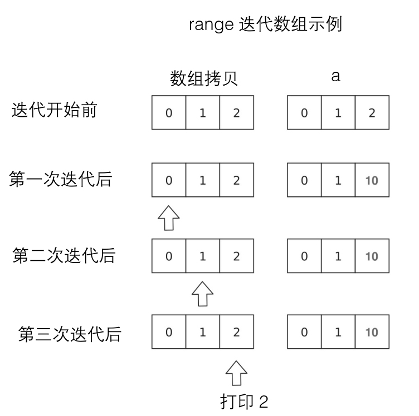 range 迭代数组示例
数组拷贝 a
迭代开始前 0 1 2 0 1 2
第一次迭代后 0 1 2 0 1 10
第二次迭代后 0 1 2 0 1 10
第三次迭代后 0 1 2 0 1 10
打印 2